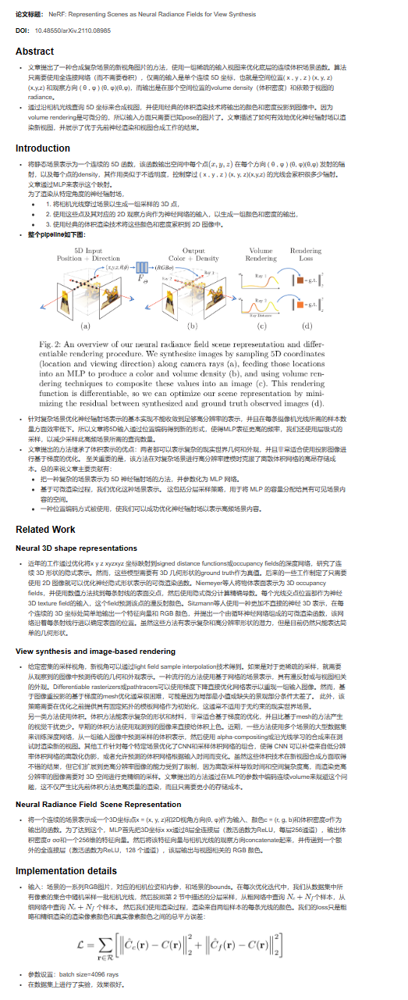 论文标题： NeRF: Representing Scenes as Neural Radiance Fields for View Synthesis
DOI： 10.48550/arXiv.2110.08985
Abstract
• 文章提出了一种合成复杂场景的新视角图片的方法，使用一组稀疏的输入视图来优化底层的连续体积场景函数。算法
只需要使用全连接网络（而不需要卷积），仅需的输入是单个连续 5D 坐标，也就是空间位置( x , y , z ) (x, y, z)
(x,y,z) 和观察方向 ( θ , φ ) (θ, φ)(θ,φ)，而输出是在那个空间位置的volume density（体积密度）和依赖于视图的
radiance。
• 通过沿相机光线查询 5D 坐标来合成视图，并使用经典的体积渲染技术将输出的颜色和密度投影到图像中。因为
volume rendering是可微分的，所以输入方面只需要已知pose的图片了。文章描述了如何有效地优化神经辐射场以渲
染新视图，并展示了优于先前神经渲染和视图合成工作的结果。
Introduction
• 将静态场景表示为一个连续的 5D 函数，该函数输出空间中每个点(x, y, z) 在每个方向 ( θ , φ ) (θ, φ)(θ,φ) 发射的辐
射，以及每个点的density，其作用类似于不透明度，控制穿过 ( x , y , z ) (x, y, z)(x,y,z) 的光线会累积很多少辐射。
文章通过MLP来表示这个映射。
为了渲染从特定角度的神经辐射场，
• 1. 将相机光线穿过场景以生成一组采样的 3D 点，
• 2. 使用这些点及其对应的 2D 观察方向作为神经网络的输入，以生成一组颜色和密度的输出，
• 3. 使用经典的体积渲染技术将这些颜色和密度累积到 2D 图像中。
• 整个pipeline如下图：
5D Input
Position + Direction
Output
Color + Density
Volume
Rendering
Rendering
Loss
(x,y,z,θ,ϕ)
FΘ
(RGBσ)
Ray 1
Ray 2
σ
Ray 1
Ray 2
Ray Distance
g.t.
g.t.
(a)
(b)
(c)
(d)
Fig. 2: An overview of our neural radiance field scene representation and differ-
entiable rendering procedure. We synthesize images by sampling 5D coordinates
(location and viewing direction) along camera rays (a), feeding those locations
into an MLP to produce a color and volume density (b), and using volume ren-
dering techniques to composite these values into an image (c). This rendering
function is differentiable, so we can optimize our scene representation by mini-
mizing the residual between synthesized and ground truth observed images (d).
• 针对复杂场景优化神经辐射场表示的基本实现不能收敛到足够高分辨率的表示，并且在每条摄像机光线所需的样本数
量方面效率低下。所以文章将5D输入通过位置编码得到新的形式，使得MLP表征更高的频率，我们还使用层级式的
采样，以减少采样此高频场景所需的查询数量。
• 文章提出的方法继承了体积表示的优点：两者都可以表示复杂的现实世界几何和外观，并且非常适合使用投影图像进
行基于梯度的优化。 至关重要的是，该方法在对复杂场景进行高分辨率建模时克服了离散体积网格的高昂存储成
本。总的来说文章主要贡献有：
• 把一种复杂的场景表示为 5D 神经辐射场的方法，并参数化为 MLP 网络。
• 基于可微渲染过程，我们优化这种场景表示。 这包括分层采样策略，用于将 MLP 的容量分配给具有可见场景内
容的空间。
• 一种位置编码方式被使用，使我们可以成功优化神经辐射场以表示高频场景内容。
Related Work
Neural 3D shape representations
• 近年的工作通过优化将x y z xyzxyz 坐标映射到signed distance functions或occupancy fields的深度网络，研究了连
续 3D 形状的隐式表示。然而，这些模型需要有 3D 几何形状的ground truth作为真值。后来的一些工作制定了只需要
使用 2D 图像就可以优化神经隐式形状表示的可微渲染函数。Niemeyer等人将物体表面表示为 3D occupancy
fields，并使用数值方法找到每条射线的表面交点，然后使用隐式微分计算精确导数。每个光线交点位置都作为神经
3D texture field的输入，这个field预测该点的漫反射颜色。Sitzmann等人使用一种更加不直接的神经 3D 表示，在每
个连续的 3D 坐标处简单地输出一个特征向量和 RGB 颜色，并提出一个由循环神经网络组成的可微渲染函数，该网
络沿着每条射线行进以确定表面的位置。虽然这些方法有表示复杂和高分辨率形状的潜力，但是目前仍然只能表达简
单的几何形状。
View synthesis and image-based rendering
• 给定密集的采样视角，新视角可以通过light field sample interpolation技术得到。如果是对于更稀疏的采样，就需要
从观察到的图像中预测传统的几何和外观表示。一种流行的方法使用基于网格的场景表示，具有漫反射或与视图相关
的外观。Differentiable rasterizers或pathtracers可以使用梯度下降直接优化网格表示以重现一组输入图像。然而，基
于图像重投影的基于梯度的mesh优化通常很困难，可能是因为局部最小值或缺失的景观部分条件太差了。 此外，该
策略需要在优化之前提供具有固定拓扑的模板网格作为初始化，这通常不适用于无约束的现实世界场景。
另一类方法使用体积。体积方法能表示复杂的形状和材料，非常适合基于梯度的优化，并且比基于mesh的方法产生
的视觉干扰更少。早期的体积方法使用观测到的图像来直接给体积上色。近期，一些方法使用多个场景的大型数据集
来训练深度网络，从一组输入图像中预测采样的体积表示，然后使用 alpha-compositing或沿光线学习的合成来在测
试时渲染新的视图。其他工作针对每个特定场景优化了CNN和采样体积网格的组合，使得 CNN 可以补偿来自低分辨
率体积网格的离散化伪影，或者允许预测的体积网格根据输入时间而变化。虽然这些体积技术在新视图合成方面取得
不错的结果，但它们扩展到更高分辨率图像的能力受到了限制，因为离散采样导致时间和空间复杂度高，而渲染更高
分辨率的图像需要对 3D 空间进行更精细的采样。文章提出的方法通过在MLP的参数中编码连续volume来规避这个问
题，这不仅产生比先前体积方法更高质量的渲染，而且只需要更小的存储成本。
Neural Radiance Field Scene Representation
• 将一个连续的场景表示成一个3D坐标点x = (x, y, z)和2D视角方向(θ, φ)作为输入、颜色c = (r, g, b)和体积密度σ作为
输出的函数。为了达到这个，MLP首先把3D坐标x xx通过8层全连接层（激活函数为ReLU，每层256通道），输出体
积密度σ σσ和一个256维的特征向量。然后将该特征向量与相机光线的观察方向concatenate起来，并传递到一个额
外的全连接层（激活函数为ReLU，128 个通道），该层输出与视图相关的 RGB 颜色。
Implementation details
• 输入：场景的一系列RGB图片，对应的相机位姿和内参，和场景的bounds。在每次优化迭代中，我们从数据集中所
有像素的集合中随机采样一批相机光线，然后按照第 2 节中描述的分层采样，从粗网络中查询 Nc + Nf 个样本，从
细网络中查询 Nc + Nf 个样本。 然后我们使用渲染过程，渲染来自两组样本的每条光线的颜色。我们的loss只是粗
略和精细渲染的渲染像素颜色和真实像素颜色之间的总平方误差：
ℒ = ∑r∈ℛ [ ‖Ĉc(r) − C(r)‖₂² + ‖Ĉf(r) − C(r)‖₂² ]
• 参数设置：batch size=4096 rays
• 在数据集上进行了实验，效果很好。